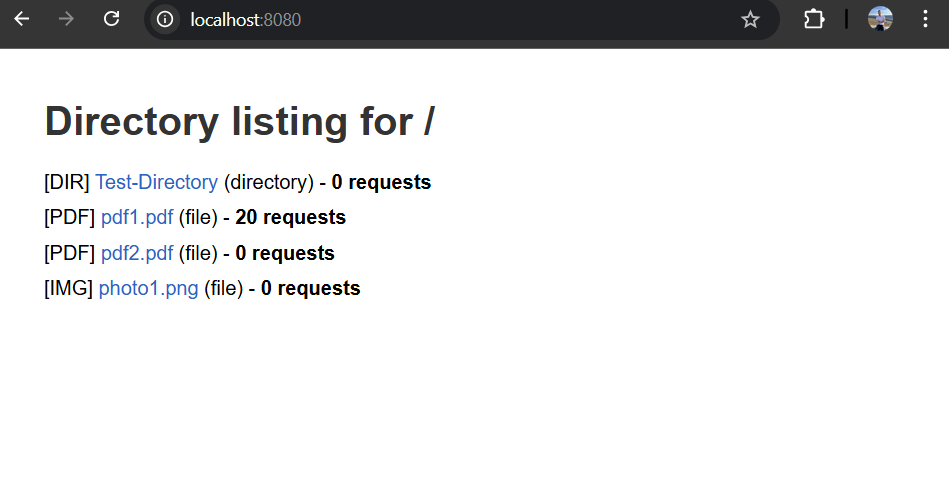 localhost:8080
Directory listing for /
[DIR] Test-Directory (directory) - 0 requests
[PDF] pdf1.pdf (file) - 20 requests
[PDF] pdf2.pdf (file) - 0 requests
[IMG] photo1.png (file) - 0 requests